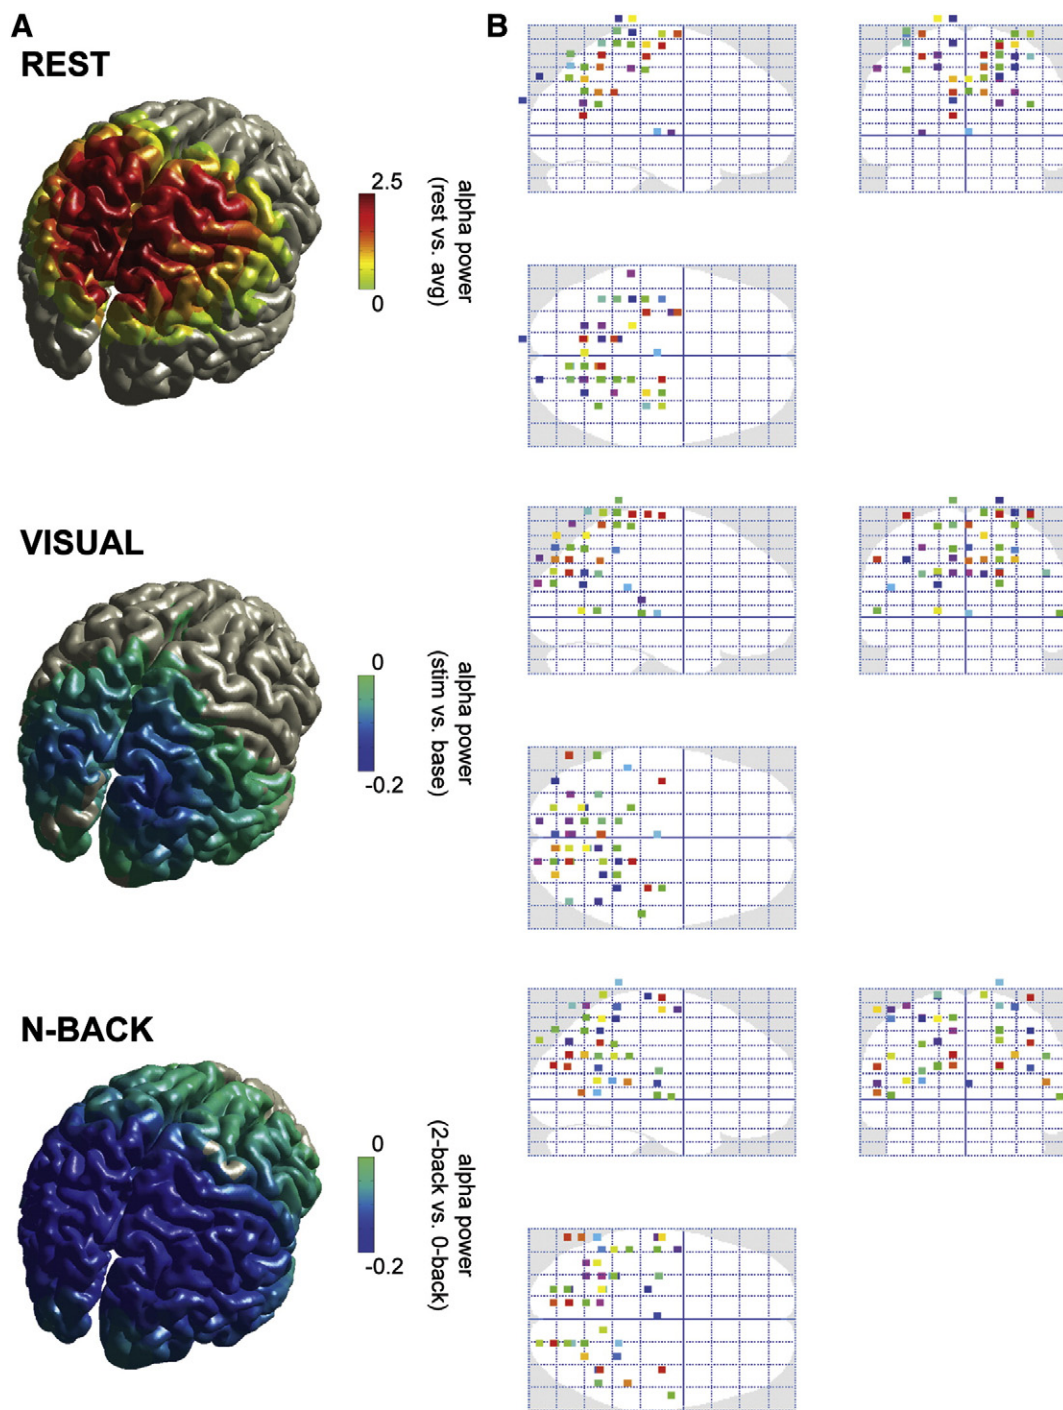 A
B
REST
2.5
0
alpha power
(rest vs. avg)
VISUAL
0
-0.2
alpha power
(stim vs. base)
N-BACK
0
-0.2
alpha power
(2-back vs. 0-back)